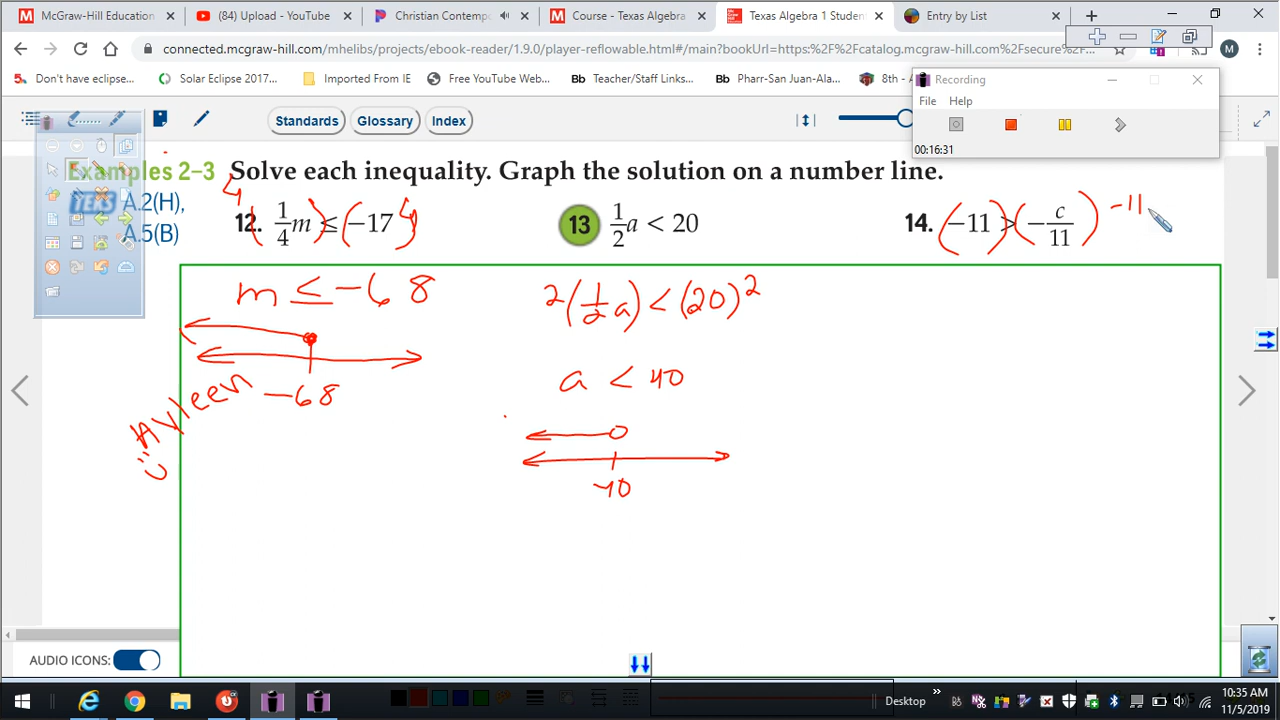 McGraw-Hill Education
(84) Upload - YouTube
Christian Contempo
Course - Texas Algebra
Texas Algebra 1 Studen
Entry by List
connected.mcgraw-hill.com/mhelibs/projects/ebook-reader/1.9.0/player-reflowable.html#/main?bookUrl=https:%2F%2Fcatalog.mcgraw-hill.com%2Fsecure%
M
Don't have eclipse...
Solar Eclipse 2017...
Imported From IE
Free YouTube Web...
Bb Teacher/Staff Links...
Bb Pharr-San Juan-Ala...
8th - A
Recording
File Help
00:16:31
Standards
Glossary
Index
Examples 2–3 Solve each inequality. Graph the solution on a number line.
TEKS A.2(H),
A.5(B)
4
12. (1/4 m) ≤ (−17) 4
13 1/2 a < 20
14. (−11) > (− c/11) −11
m ≤ −68
2 (1/2 a) < (20) 2
−68
a < 40
40
Ayleen
AUDIO ICONS:
Desktop
10:35 AM
11/5/2019